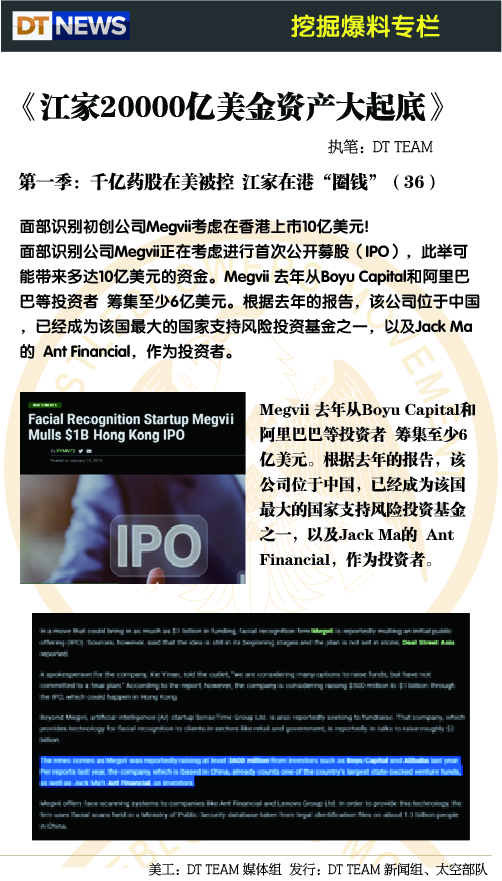 DT NEWS
挖掘爆料专栏
《江家20000亿美金资产大起底》
执笔：DT TEAM
第一季：千亿药股在美被控 江家在港“圈钱”（36）
面部识别初创公司Megvii考虑在香港上市10亿美元!
面部识别公司Megvii正在考虑进行首次公开募股（IPO），此举可
能带来多达10亿美元的资金。Megvii 去年从Boyu Capital和阿里巴
巴等投资者 筹集至少6亿美元。根据去年的报告，该公司位于中国
，已经成为该国最大的国家支持风险投资基金之一，以及Jack Ma
的 Ant Financial，作为投资者。
INVESTMENTS
Facial Recognition Startup Megvii
Mulls $1B Hong Kong IPO
By PYMNTS
Posted on January 15, 2019
IPO
Megvii 去年从Boyu Capital和
阿里巴巴等投资者 筹集至少6
亿美元。根据去年的报告，该
公司位于中国，已经成为该国
最大的国家支持风险投资基金
之一，以及Jack Ma的 Ant
Financial，作为投资者。
In a move that could bring in as much as $1 billion in funding, facial recognition firm Megvii is reportedly mulling an initial public
offering (IPO). Sources, however, said that the idea is still in its beginning stages and the plan is not set in stone, Deal Street Asia
reported.
A spokesperson for the company, Xie Yinan, told the outlet, "we are considering many options to raise funds, but have not
committed to a final plan." According to the report, however, the company is considering raising $500 million to $1 billion through
the IPO, which could happen in Hong Kong.
Beyond Megvii, artificial intelligence (AI) startup SenseTime Group Ltd. is also reportedly seeking to fundraise. That company, which
provides technology for facial recognition to clients in sectors like retail and government, is reportedly in talks to raise roughly $2
billion.
The news comes as Megvii was reportedly raising at least $600 million from investors such as Boyu Capital and Alibaba last year.
Per reports last year, the company, which is based in China, already counts one of the country's largest state-backed venture funds,
as well as Jack Ma's Ant Financial, as investors.
Megvii offers face scanning systems to companies like Ant Financial and Lenovo Group Ltd. In order to provide this technology, the
firm uses facial scans held in a Ministry of Public Security database taken from legal identification files on about 1.3 billion people
in China.
美工：DT TEAM 媒体组 发行：DT TEAM 新闻组、太空部队